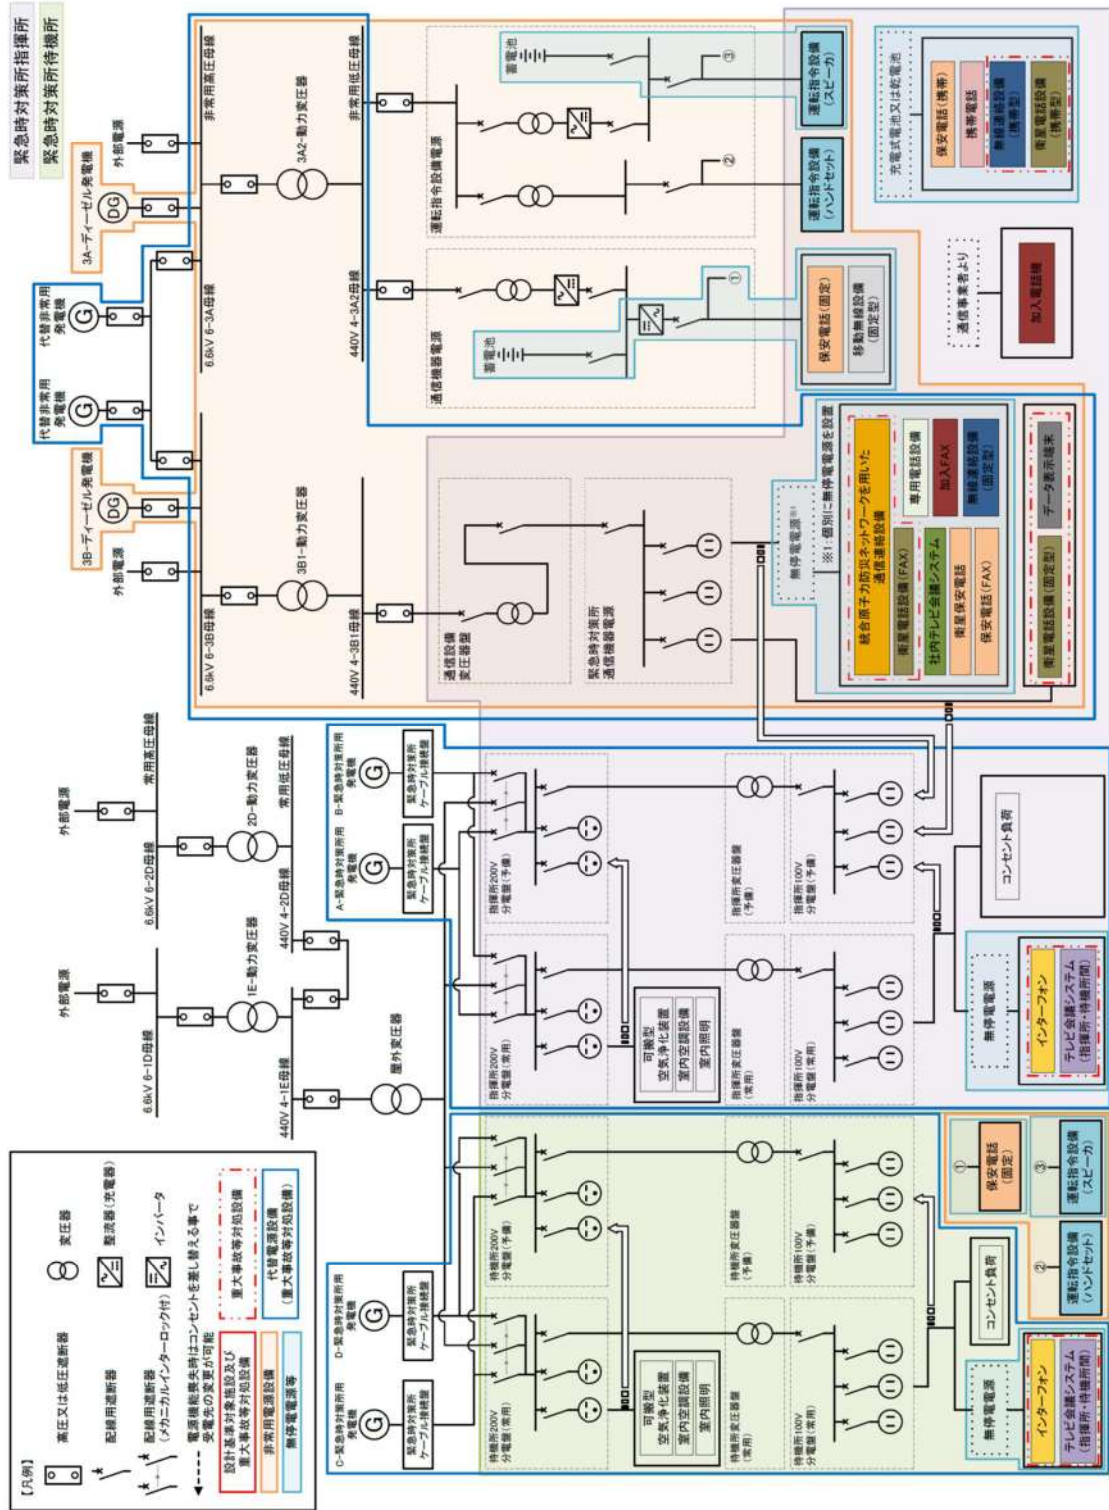 【凡例】
高圧又は低圧遮断器
変圧器
配線用遮断器
整流器(充電器)
配線用遮断器
(メカニカルインターロック付)
インバータ
電源機能喪失時はコンセントを差し替える事で
受電先の変更が可能
設計基準対象施設及び
重大事故等対処設備
重大事故等対処設備
非常用電源設備
代替電源設備
(重大事故等対処設備)
無停電電源等
外部電源
6.6kV 6-1D母線
1E-動力変圧器
440V 4-1E母線
屋外変圧器
外部電源
常用高圧母線
6.6kV 6-2D母線
2D-動力変圧器
常用低圧母線
440V 4-2D母線
外部電源
3B-ディーゼル発電機
DG
代替非常用
発電機
G
代替非常用
発電機
G
3A-ディーゼル発電機
DG
外部電源
緊急時対策所指揮所
緊急時対策所待機所
6.6kV 6-3B母線
6.6kV 6-3A母線
非常用高圧母線
3B1-動力変圧器
3A2-動力変圧器
440V 4-3B1母線
440V 4-3A2母線
非常用低圧母線
C-緊急時対策所用
発電機
G
緊急時対策所
ケーブル接続盤
D-緊急時対策所用
発電機
G
緊急時対策所
ケーブル接続盤
A-緊急時対策所用
発電機
G
緊急時対策所
ケーブル接続盤
B-緊急時対策所用
発電機
G
緊急時対策所
ケーブル接続盤
通信設備
変圧器盤
緊急時対策所
通信機器電源
通信機器電源
蓄電池
①
運転指令設備電源
②
蓄電池
③
待機所200V
分電盤(常用)
待機所200V
分電盤(予備)
指揮所200V
分電盤(常用)
指揮所200V
分電盤(予備)
可搬型
空気浄化装置
室内空調設備
室内照明
可搬型
空気浄化装置
室内空調設備
室内照明
待機所変圧器盤
(常用)
待機所変圧器盤
(予備)
指揮所変圧器盤
(常用)
指揮所変圧器盤
(予備)
待機所100V
分電盤(常用)
待機所100V
分電盤(予備)
指揮所100V
分電盤(常用)
指揮所100V
分電盤(予備)
無停電電源
インターフォン
テレビ会議システム
(指揮所・待機所間)
コンセント負荷
①
保安電話
(固定)
②
運転指令設備
(ハンドセット)
③
運転指令設備
(スピーカ)
無停電電源
インターフォン
テレビ会議システム
(指揮所・待機所間)
コンセント負荷
無停電電源※1
※1:個別に無停電電源を設置
統合原子力防災ネットワークを用いた
通信連絡設備
衛星電話設備(FAX)
専用電話設備
社内テレビ会議システム
加入FAX
衛星保安電話
無線連絡設備
(固定型)
保安電話(FAX)
衛星電話設備(固定型)
データ表示端末
保安電話(固定)
移動無線設備
(固定型)
運転指令設備
(ハンドセット)
運転指令設備
(スピーカ)
通信事業者より
加入電話機
充電式電池又は乾電池
保安電話(携帯)
携帯電話
無線連絡設備
(携帯型)
衛星電話設備
(携帯型)